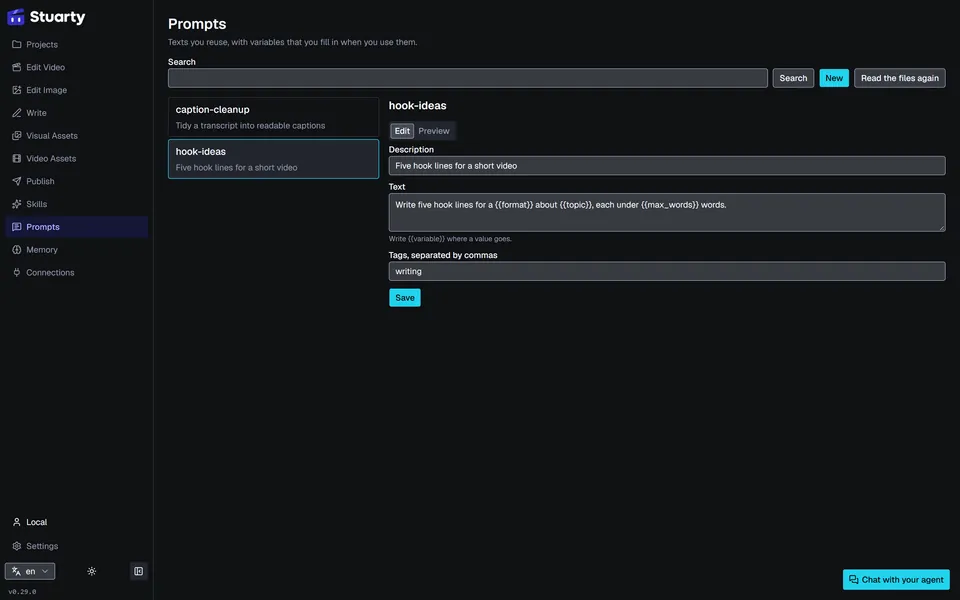 Stuarty
Projects
Edit Video
Edit Image
Write
Visual Assets
Video Assets
Publish
Skills
Prompts
Memory
Connections
Local
Settings
en
v0.29.0
Prompts
Texts you reuse, with variables that you fill in when you use them.
Search
Search
New
Read the files again
caption-cleanup
Tidy a transcript into readable captions
hook-ideas
Five hook lines for a short video
hook-ideas
Edit Preview
Description
Five hook lines for a short video
Text
Write five hook lines for a {{format}} about {{topic}}, each under {{max_words}} words.
Write {{variable}} where a value goes.
Tags, separated by commas
writing
Save
Chat with your agent